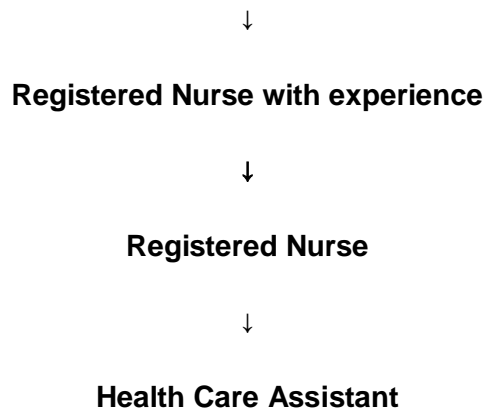 ↓
Registered Nurse with experience
↓
Registered Nurse
↓
Health Care Assistant